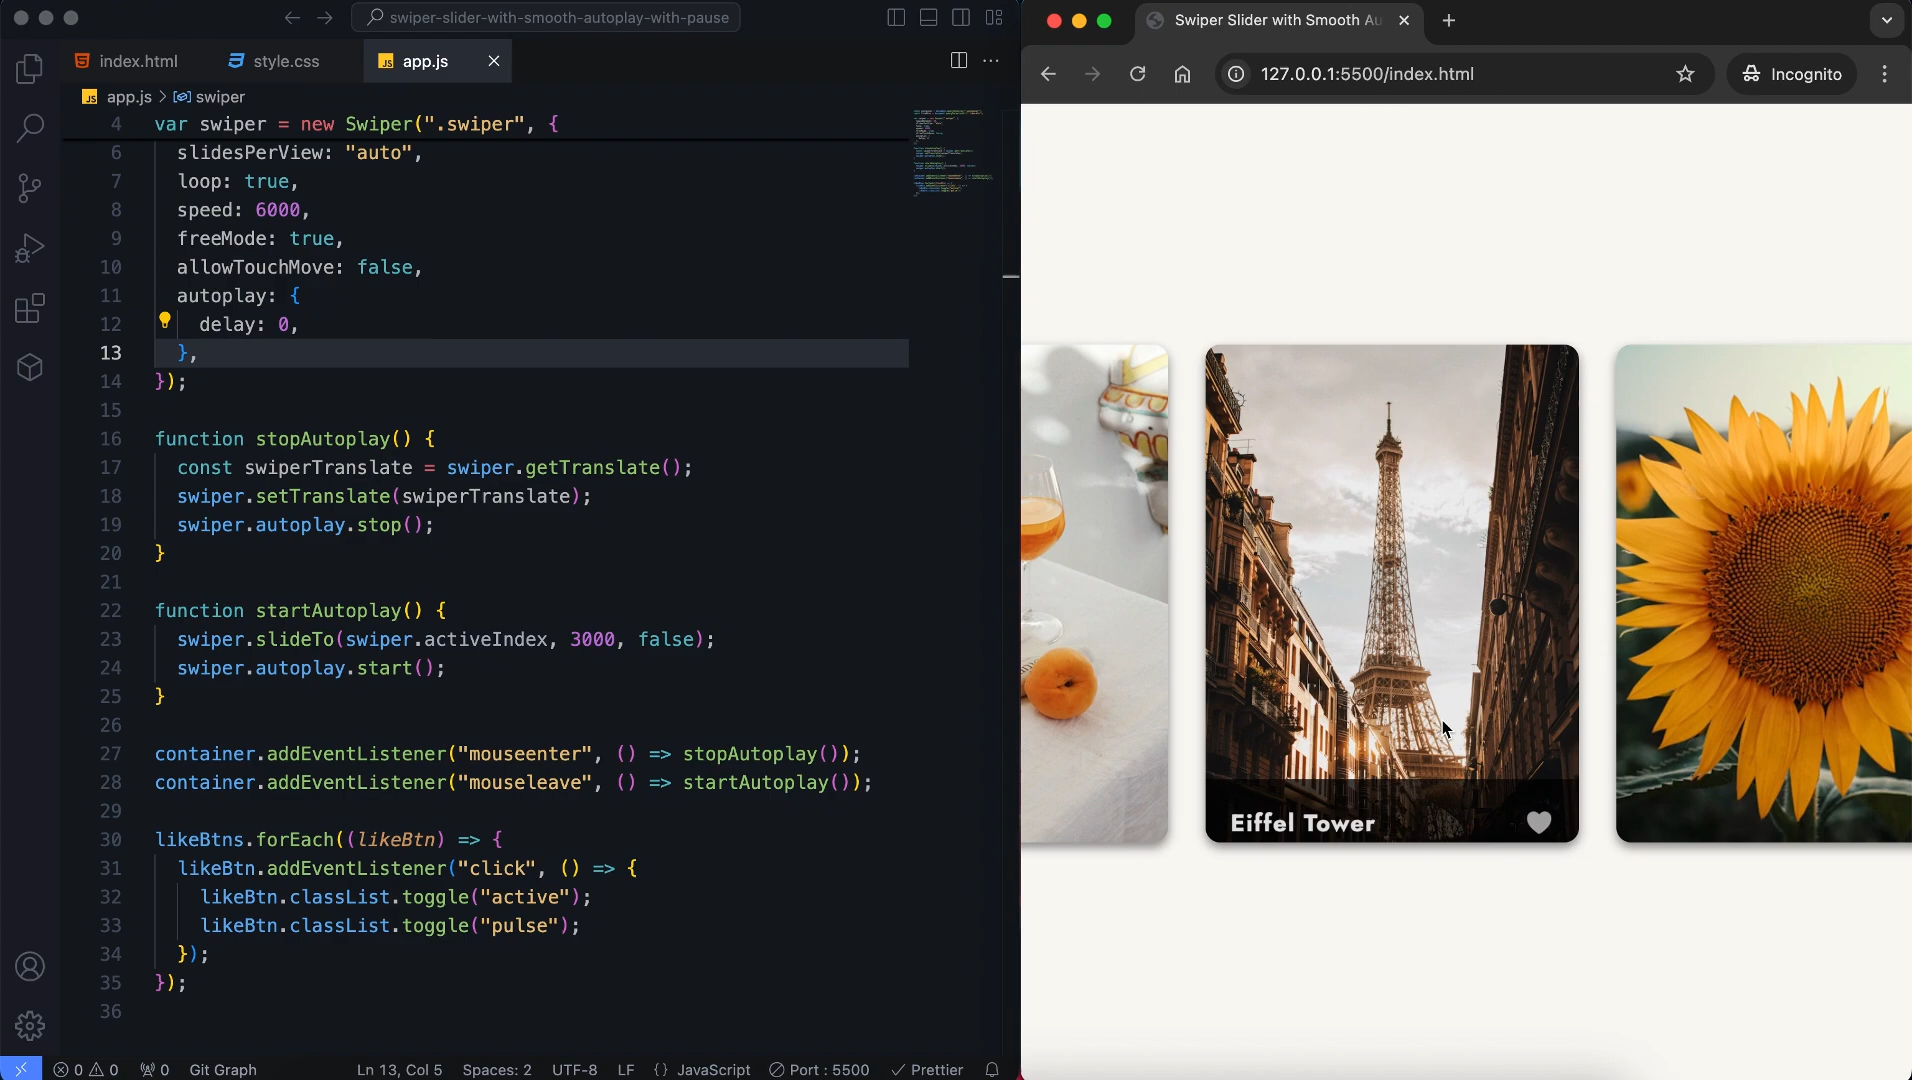 swiper-slider-with-smooth-autoplay-with-pause
index.html
style.css
JS app.js
JS app.js > swiper
4 var swiper = new Swiper(".swiper", {
6 slidesPerView: "auto",
7 loop: true,
8 speed: 6000,
9 freeMode: true,
10 allowTouchMove: false,
11 autoplay: {
12 delay: 0,
13 },
14 });
15
16 function stopAutoplay() {
17 const swiperTranslate = swiper.getTranslate();
18 swiper.setTranslate(swiperTranslate);
19 swiper.autoplay.stop();
20 }
21
22 function startAutoplay() {
23 swiper.slideTo(swiper.activeIndex, 3000, false);
24 swiper.autoplay.start();
25 }
26
27 container.addEventListener("mouseenter", () => stopAutoplay());
28 container.addEventListener("mouseleave", () => startAutoplay());
29
30 likeBtns.forEach((likeBtn) => {
31 likeBtn.addEventListener("click", () => {
32 likeBtn.classList.toggle("active");
33 likeBtn.classList.toggle("pulse");
34 });
35 });
36
0 0 0 Git Graph Ln 13, Col 5 Spaces: 2 UTF-8 LF {} JavaScript Port : 5500 Prettier
Swiper Slider with Smooth Au
127.0.0.1:5500/index.html
Incognito
Eiffel Tower